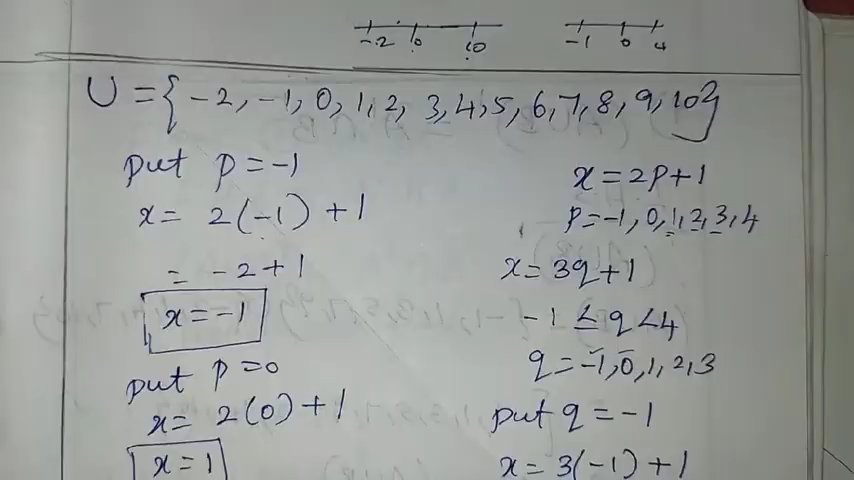 -2 0 10
-1 0 4
U = {-2, -1, 0, 1, 2, 3, 4, 5, 6, 7, 8, 9, 10}
put p = -1
x = 2(-1) + 1
= -2 + 1
x = -1
put p = 0
x = 2(0) + 1
x = 1
x = 2p + 1
p = -1, 0, 1, 2, 3, 4
x = 3q + 1
-1 ≤ q < 4
q = -1, 0, 1, 2, 3
put q = -1
x = 3(-1) + 1